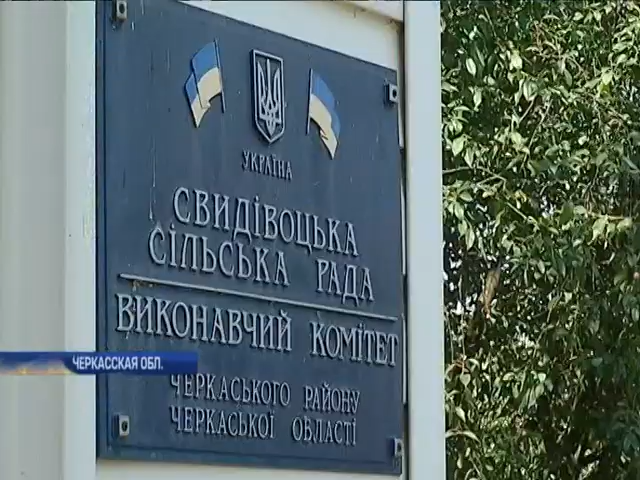 УКРАЇНА
СВИДІВОЦЬКА
СІЛЬСЬКА РАДА
ВИКОНАВЧИЙ КОМІТЕТ
ЧЕРКАССКАЯ ОБЛ.
ЧЕРКАСЬКОГО РАЙОНУ
ЧЕРКАСЬКОЇ ОБЛАСТІ